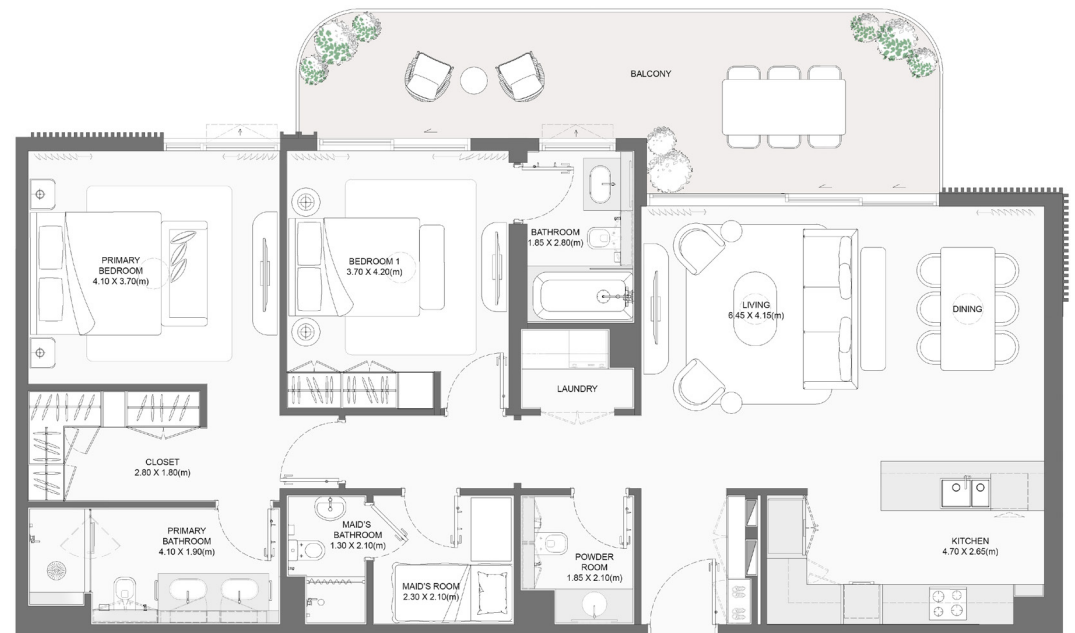 BALCONY
PRIMARY
BEDROOM
4.10 X 3.70(m)
BEDROOM 1
3.70 X 4.20(m)
BATHROOM
1.85 X 2.80(m)
LIVING
6.45 X 4.15(m)
DINING
LAUNDRY
CLOSET
2.80 X 1.80(m)
PRIMARY
BATHROOM
4.10 X 1.90(m)
MAID'S
BATHROOM
1.30 X 2.10(m)
MAID'S ROOM
2.30 X 2.10(m)
POWDER
ROOM
1.85 X 2.10(m)
KITCHEN
4.70 X 2.65(m)